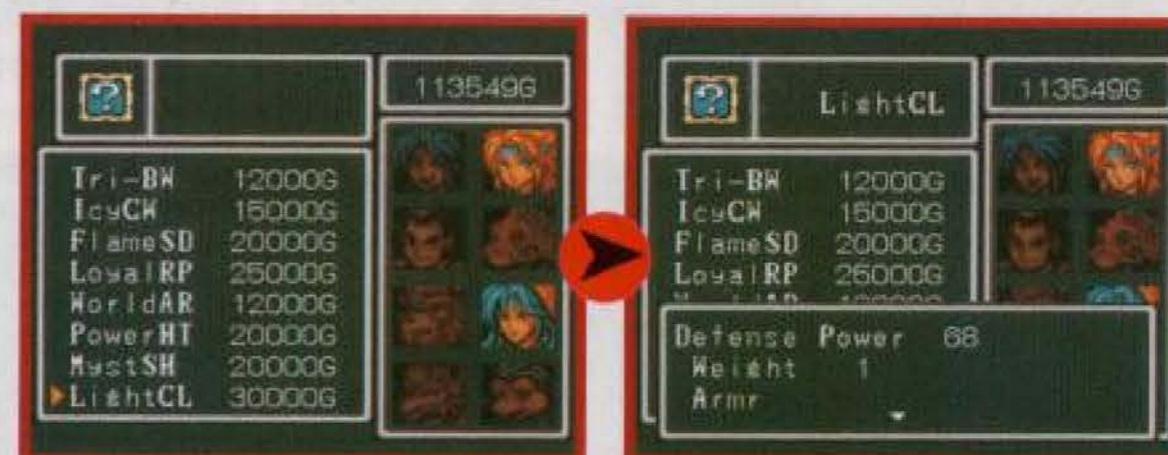 113549G
Tri-BW 12000G
IcyCW 15000G
FlameSD 20000G
LoyalRP 25000G
WorldAR 12000G
PowerHT 20000G
MystSH 20000G
LightCL 30000G
LightCL
113549G
Tri-BW 12000G
IcyCW 15000G
FlameSD 20000G
LoyalRP 25000G
Defense Power 68
Weight 1
Armr